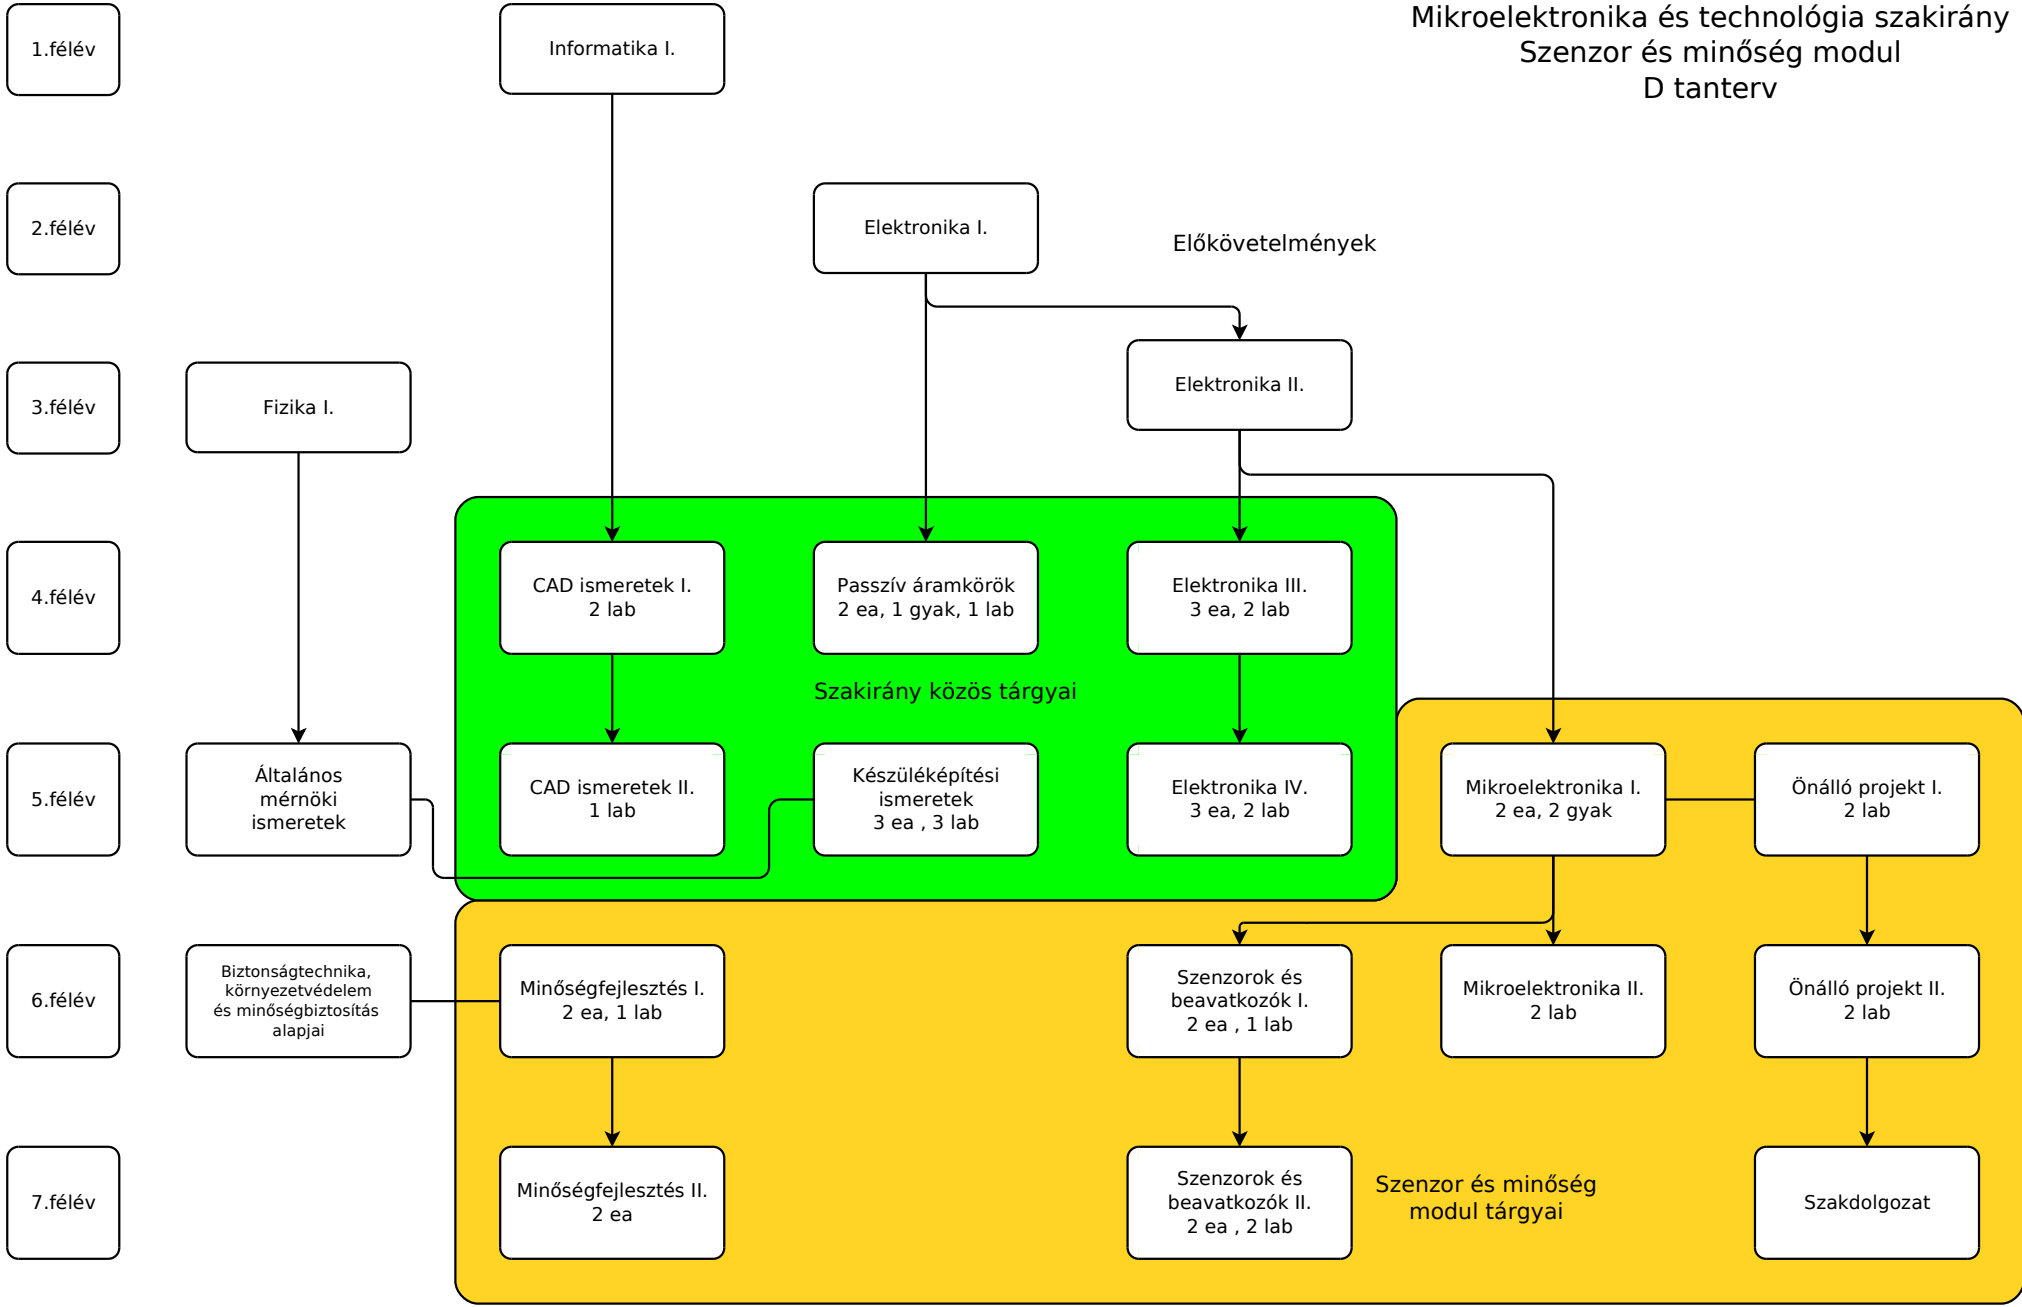 Mikroelektronika és technológia szakirány
Szenzor és minőség modul
D tanterv
1.félév
Informatika I.
2.félév
Elektronika I.
Előkövetelmények
3.félév
Fizika I.
Elektronika II.
4.félév
CAD ismeretek I.
2 lab
Passzív áramkörök
2 ea, 1 gyak, 1 lab
Elektronika III.
3 ea, 2 lab
Szakirány közös tárgyai
5.félév
Általános
mérnöki
ismeretek
CAD ismeretek II.
1 lab
Készüléképítési
ismeretek
3 ea , 3 lab
Elektronika IV.
3 ea, 2 lab
Mikroelektronika I.
2 ea, 2 gyak
Önálló projekt I.
2 lab
6.félév
Biztonságtechnika,
környezetvédelem
és minőségbiztosítás
alapjai
Minőségfejlesztés I.
2 ea, 1 lab
Szenzorok és
beavatkozók I.
2 ea , 1 lab
Mikroelektronika II.
2 lab
Önálló projekt II.
2 lab
7.félév
Minőségfejlesztés II.
2 ea
Szenzorok és
beavatkozók II.
2 ea , 2 lab
Szenzor és minőség
modul tárgyai
Szakdolgozat